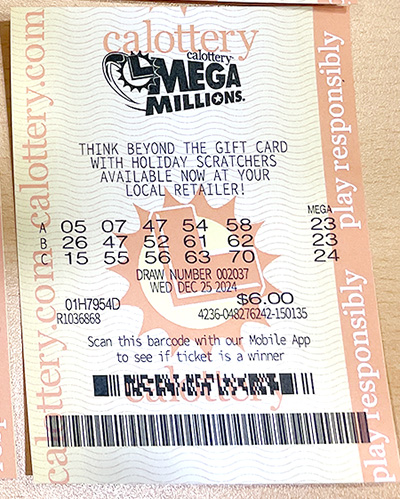 calottery
calottery
MEGA
MILLIONS.
THINK BEYOND THE GIFT CARD
WITH HOLIDAY SCRATCHERS
AVAILABLE NOW AT YOUR
LOCAL RETAILER!
MEGA
A 05 07 47 54 58 23
B 26 47 52 61 62 23
C 15 55 56 63 70 24
DRAW NUMBER 002037
WED DEC 25 2024
01H7954D $6.00
R1036868 4236-048276242-150135
Scan this barcode with our Mobile App
to see if ticket is a winner
calottery.com
calottery.com
play responsibly
play responsibly